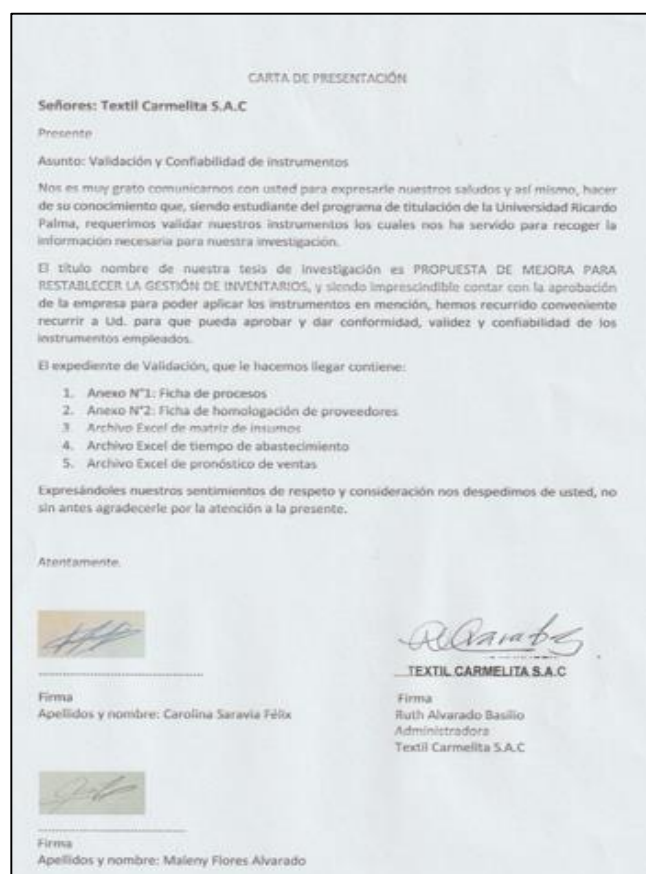 CARTA DE PRESENTACIÓN
Señores: Textil Carmelita S.A.C
Presente
Asunto: Validación y Confiabilidad de instrumentos
Nos es muy grato comunicarnos con usted para expresarle nuestros saludos y así mismo, hacer
de su conocimiento que, siendo estudiante del programa de titulación de la Universidad Ricardo
Palma, requerimos validar nuestros instrumentos los cuales nos ha servido para recoger la
información necesaria para nuestra investigación.
El título nombre de nuestra tesis de investigación es PROPUESTA DE MEJORA PARA
RESTABLECER LA GESTIÓN DE INVENTARIOS, y siendo imprescindible contar con la aprobación
de la empresa para poder aplicar los instrumentos en mención, hemos recurrido conveniente
recurrir a Ud. para que pueda aprobar y dar conformidad, validez y confiabilidad de los
instrumentos empleados.
El expediente de Validación, que le hacemos llegar contiene:
1. Anexo N°1: Ficha de procesos
2. Anexo N°2: Ficha de homologación de proveedores
3. Archivo Excel de matriz de insumos
4. Archivo Excel de tiempo de abastecimiento
5. Archivo Excel de pronóstico de ventas
Expresándoles nuestros sentimientos de respeto y consideración nos despedimos de usted, no
sin antes agradecerle por la atención a la presente.
Atentamente.
TEXTIL CARMELITA S.A.C
Firma
Apellidos y nombre: Carolina Saravia Félix
Firma
Ruth Alvarado Basilio
Administradora
Textil Carmelita S.A.C
Firma
Apellidos y nombre: Maleny Flores Alvarado